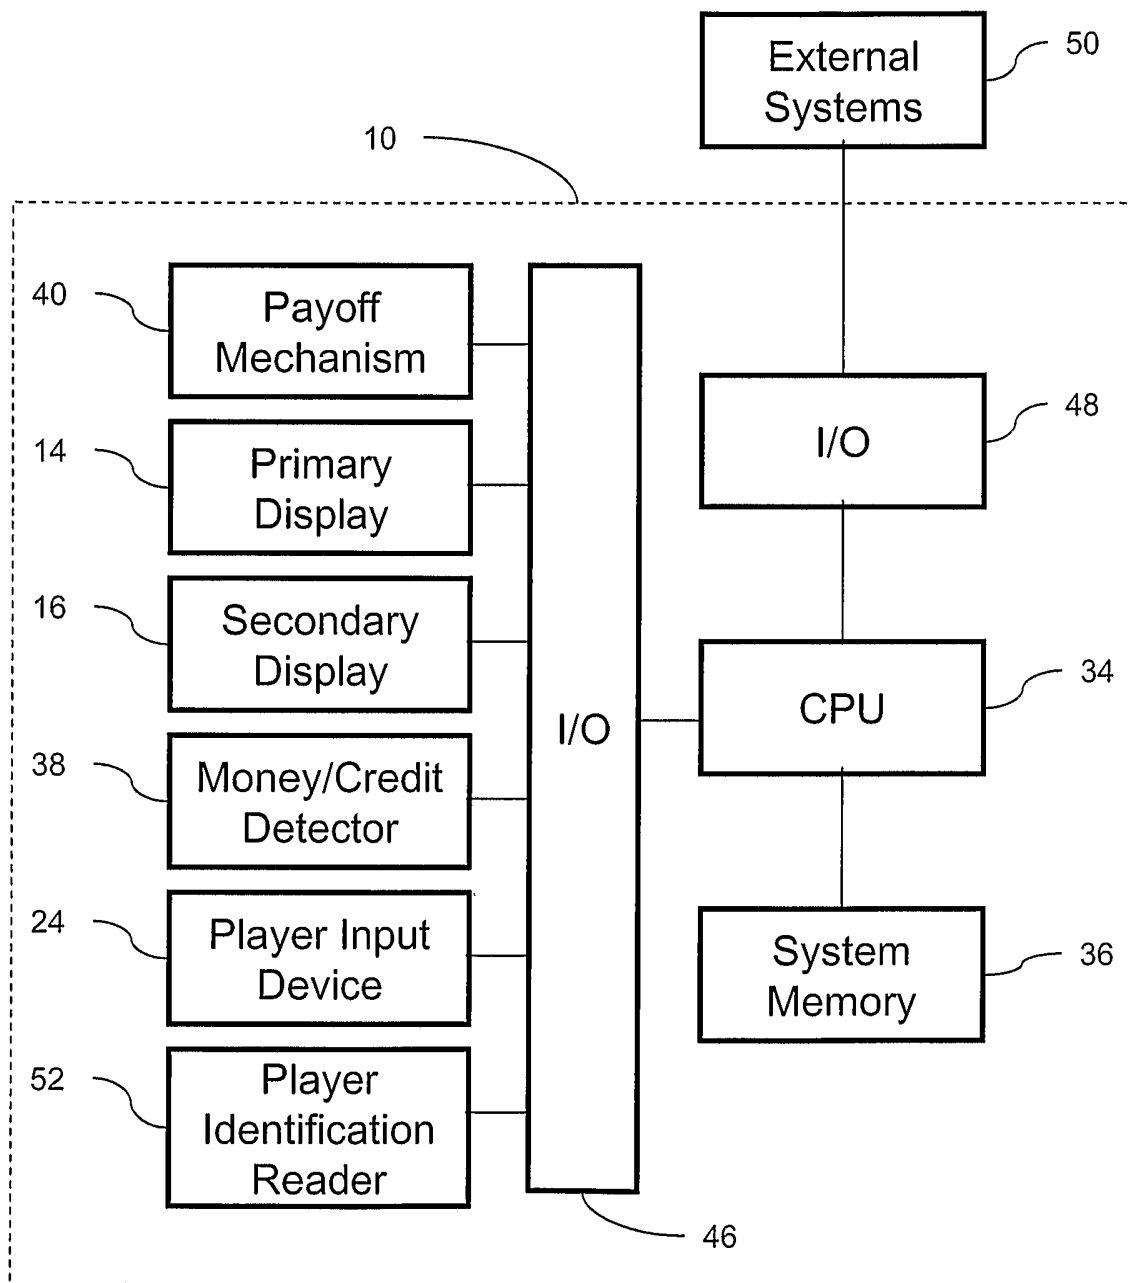 External
Systems
50
10
40
Payoff
Mechanism
14
Primary
Display
16
Secondary
Display
38
Money/Credit
Detector
24
Player Input
Device
52
Player
Identification
Reader
I/O
46
I/O
48
CPU
34
System
Memory
36